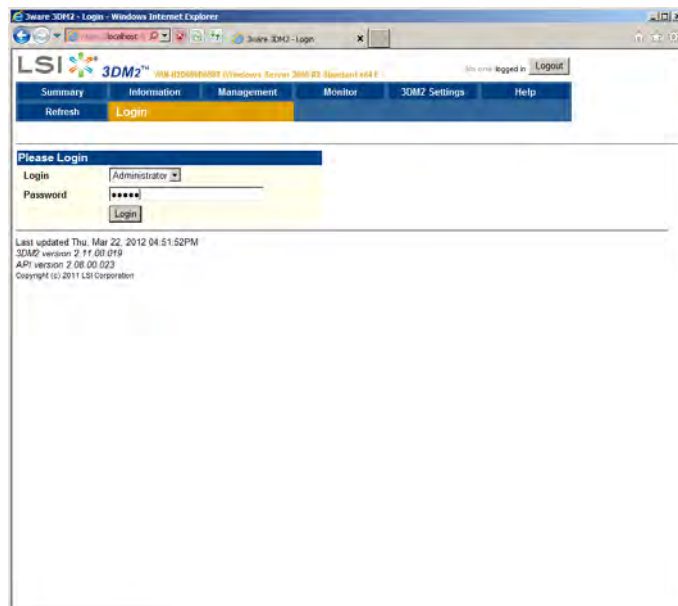 3ware 3DM2 - Login - Windows Internet Explorer
localhost
3ware 3DM2 - Login
LSI
3DM2™
No one logged in Logout
Summary Information Management Monitor 3DM2 Settings Help
Refresh Login
Please Login
Login Administrator
Password
Login
Last updated Thu, Mar 22, 2012 04:51:52PM
3DM2 version 2.11.00.019
API version 2.08.00.023
Copyright (c) 2011 LSI Corporation